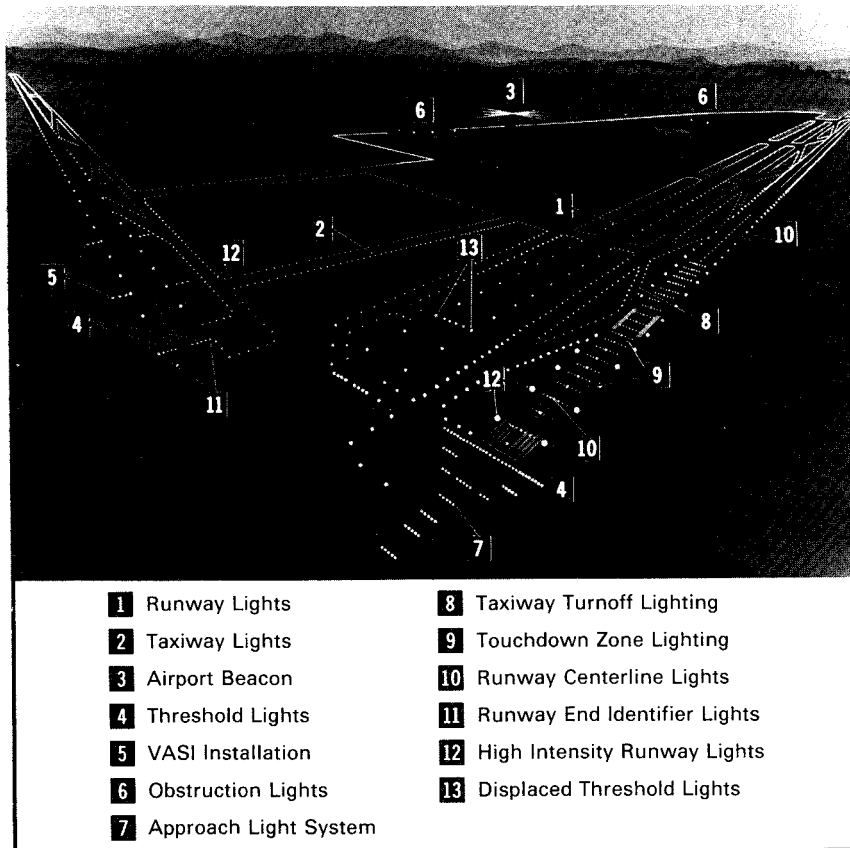 6
3
6
1
2
12
13
10
5
4
8
9
11
12
10
4
7
1 Runway Lights
2 Taxiway Lights
3 Airport Beacon
4 Threshold Lights
5 VASI Installation
6 Obstruction Lights
7 Approach Light System
8 Taxiway Turnoff Lighting
9 Touchdown Zone Lighting
10 Runway Centerline Lights
11 Runway End Identifier Lights
12 High Intensity Runway Lights
13 Displaced Threshold Lights